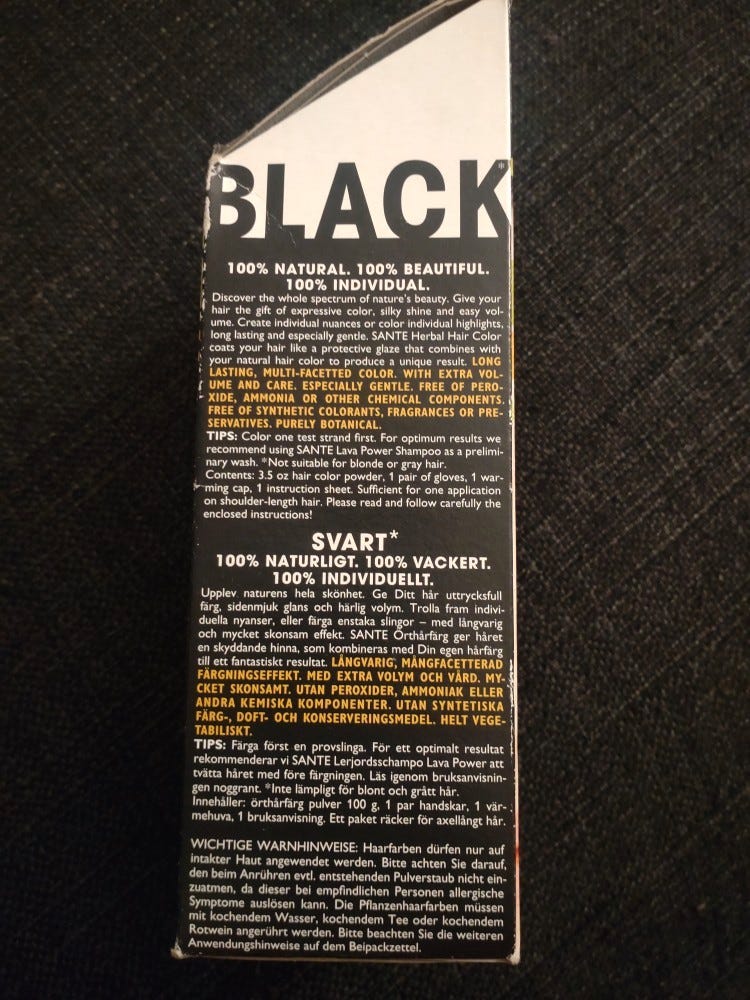 BLACK*
100% NATURAL. 100% BEAUTIFUL.
100% INDIVIDUAL.
Discover the whole spectrum of nature's beauty. Give your
hair the gift of expressive color, silky shine and easy vol-
ume. Create individual nuances or color individual highlights,
long lasting and especially gentle. SANTE Herbal Hair Color
coats your hair like a protective glaze that combines with
your natural hair color to produce a unique result. LONG
LASTING, MULTI-FACETTED COLOR. WITH EXTRA VOL-
UME AND CARE. ESPECIALLY GENTLE. FREE OF PERO-
XIDE, AMMONIA OR OTHER CHEMICAL COMPONENTS.
FREE OF SYNTHETIC COLORANTS, FRAGRANCES OR PRE-
SERVATIVES. PURELY BOTANICAL.
TIPS: Color one test strand first. For optimum results we
recommend using SANTE Lava Power Shampoo as a prelimi-
nary wash. *Not suitable for blonde or gray hair.
Contents: 3.5 oz hair color powder, 1 pair of gloves, 1 war-
ming cap, 1 instruction sheet. Sufficient for one application
on shoulder-length hair. Please read and follow carefully the
enclosed instructions!
SVART*
100% NATURLIGT. 100% VACKERT.
100% INDIVIDUELLT.
Upplev naturens hela skönhet. Ge Ditt hår uttrycksfull
färg, sidenmjuk glans och härlig volym. Trolla fram indivi-
duella nyanser, eller färga enstaka slingor – med långvarig
och mycket skonsam effekt. SANTE Örthårfärg ger håret
en skyddande hinna, som kombineras med Din egen hårfärg
till ett fantastiskt resultat. LÅNGVARIG, MÅNGFACETTERAD
FÄRGNINGSEFFEKT. MED EXTRA VOLYM OCH VÅRD. MY-
CKET SKONSAMT. UTAN PEROXIDER, AMMONIAK ELLER
ANDRA KEMISKA KOMPONENTER. UTAN SYNTETISKA
FÄRG-, DOFT- OCH KONSERVERINGSMEDEL. HELT VEGE-
TABILISKT.
TIPS: Färga först en provslinga. För ett optimalt resultat
rekommenderar vi SANTE Lerjordsschampo Lava Power att
tvätta håret med före färgningen. Läs igenom bruksanvisnin-
gen noggrant. *Inte lämpligt för blont och grått hår.
Innehåller: örthårfärg pulver 100 g, 1 par handskar, 1 vär-
mehuva, 1 bruksanvisning. Ett paket räcker för axellångt hår.
WICHTIGE WARNHINWEISE: Haarfarben dürfen nur auf
intakter Haut angewendet werden. Bitte achten Sie darauf,
den beim Anrühren evtl. entstehenden Pulverstaub nicht ein-
zuatmen, da dieser bei empfindlichen Personen allergische
Symptome auslösen kann. Die Pflanzenhaarfarben müssen
mit kochendem Wasser, kochendem Tee oder kochendem
Rotwein angerührt werden. Bitte beachten Sie die weiteren
Anwendungshinweise auf dem Beipackzettel.